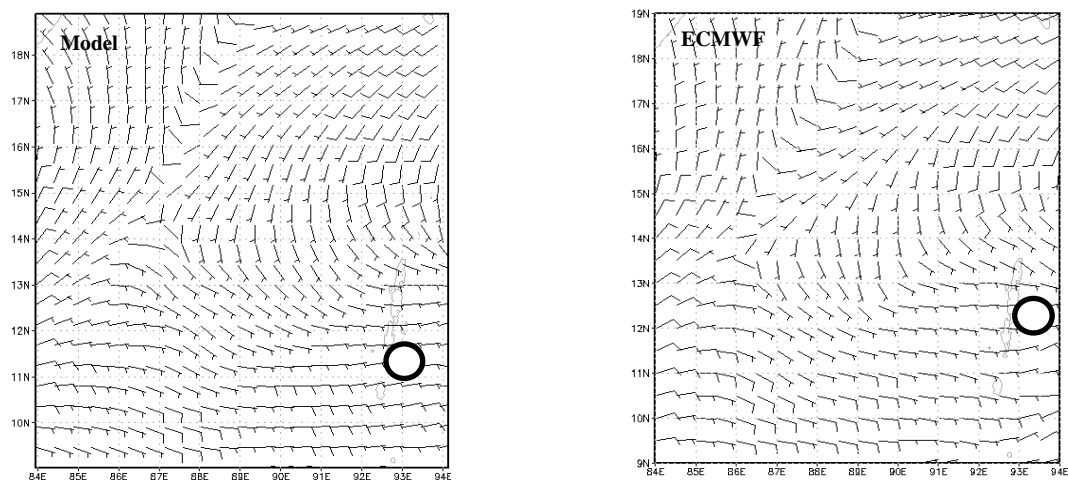 Model
18N
17N
16N
15N
14N
13N
12N
11N
10N
84E 85E 86E 87E 88E 89E 90E 91E 92E 93E 94E
ECMWF
19N
18N
17N
16N
15N
14N
13N
12N
11N
10N
9N
84E 85E 86E 87E 88E 89E 90E 91E 92E 93E 94E